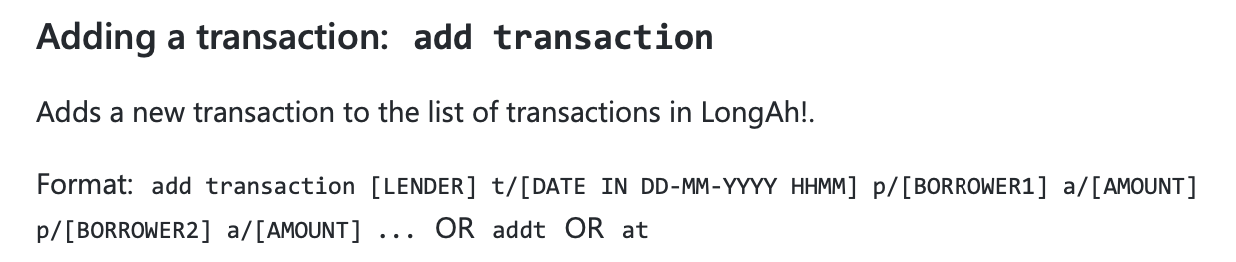 Adding a transaction: add transaction
Adds a new transaction to the list of transactions in LongAh!.
Format: add transaction [LENDER] t/[DATE IN DD-MM-YYYY HHMM] p/[BORROWER1] a/[AMOUNT]
p/[BORROWER2] a/[AMOUNT] ... OR addt OR at